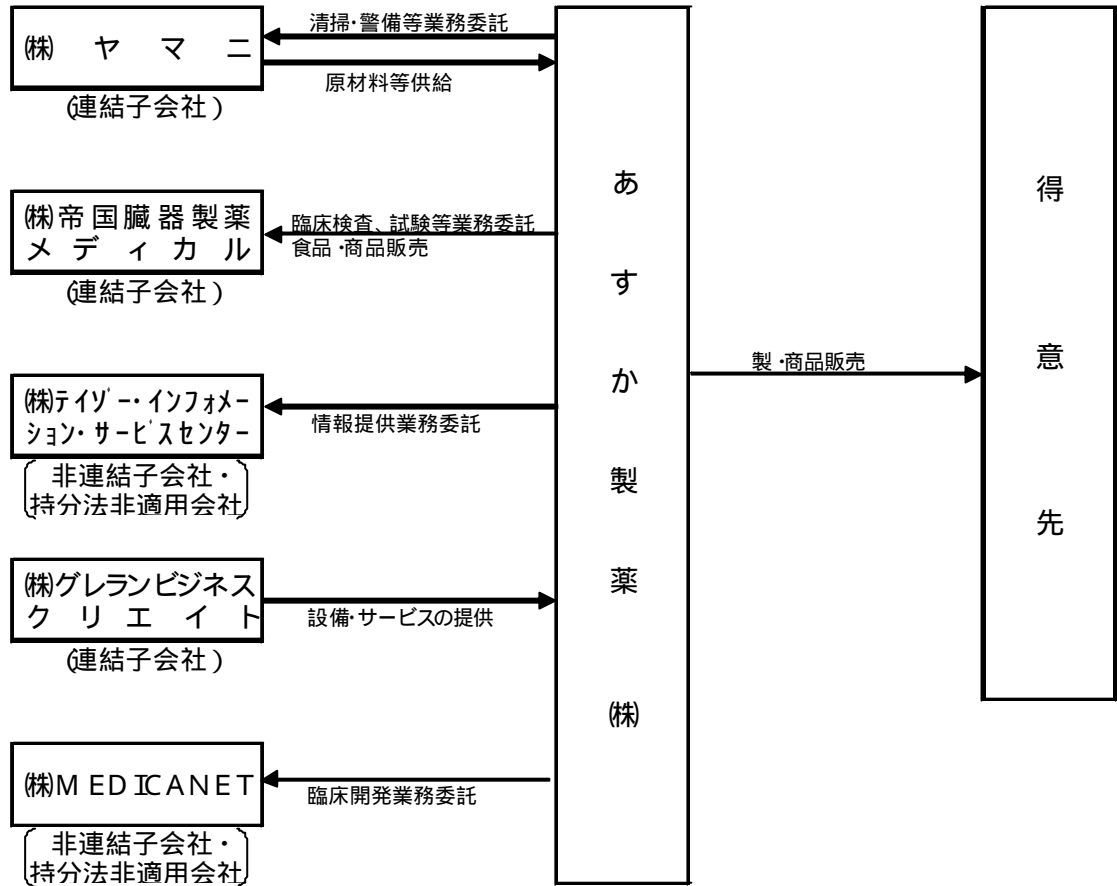 ㈱ヤマニ
(連結子会社)
清掃・警備等業務委託
原材料等供給
㈱帝国臓器製薬
メディカル
(連結子会社)
臨床検査、試験等業務委託
食品・商品販売
㈱テイゾー・インフォメー
ション・サービスセンター
非連結子会社・
持分法非適用会社
情報提供業務委託
㈱グレランビジネス
クリエイト
(連結子会社)
設備・サービスの提供
㈱MEDICANET
非連結子会社・
持分法非適用会社
臨床開発業務委託
あすか製薬㈱
製・商品販売
得意先